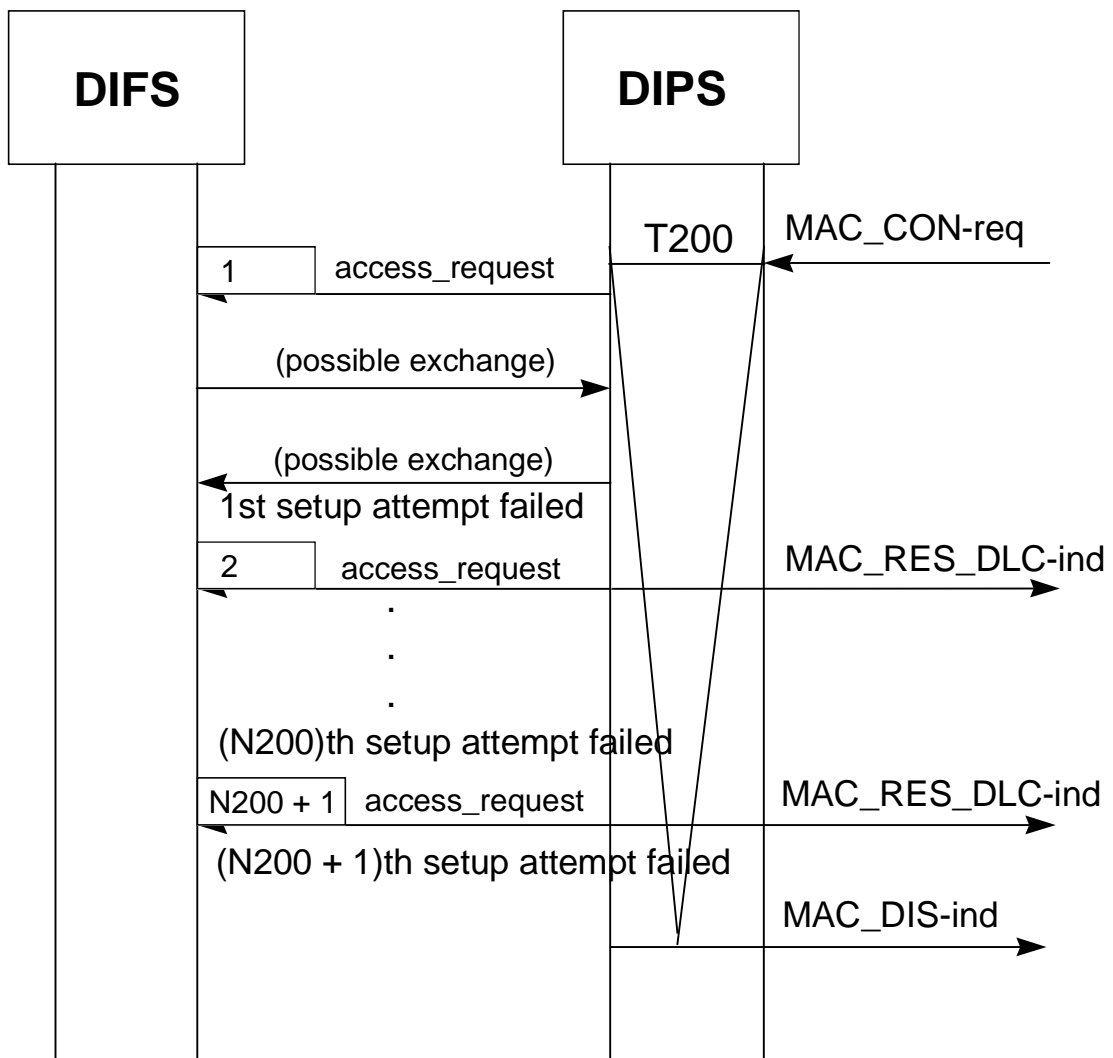 DIFS
DIPS
T200
MAC_CON-req
1
access_request
(possible exchange)
(possible exchange)
1st setup attempt failed
2
access_request
MAC_RES_DLC-ind
.
.
.
(N200)th setup attempt failed
N200 + 1
access_request
MAC_RES_DLC-ind
(N200 + 1)th setup attempt failed
MAC_DIS-ind